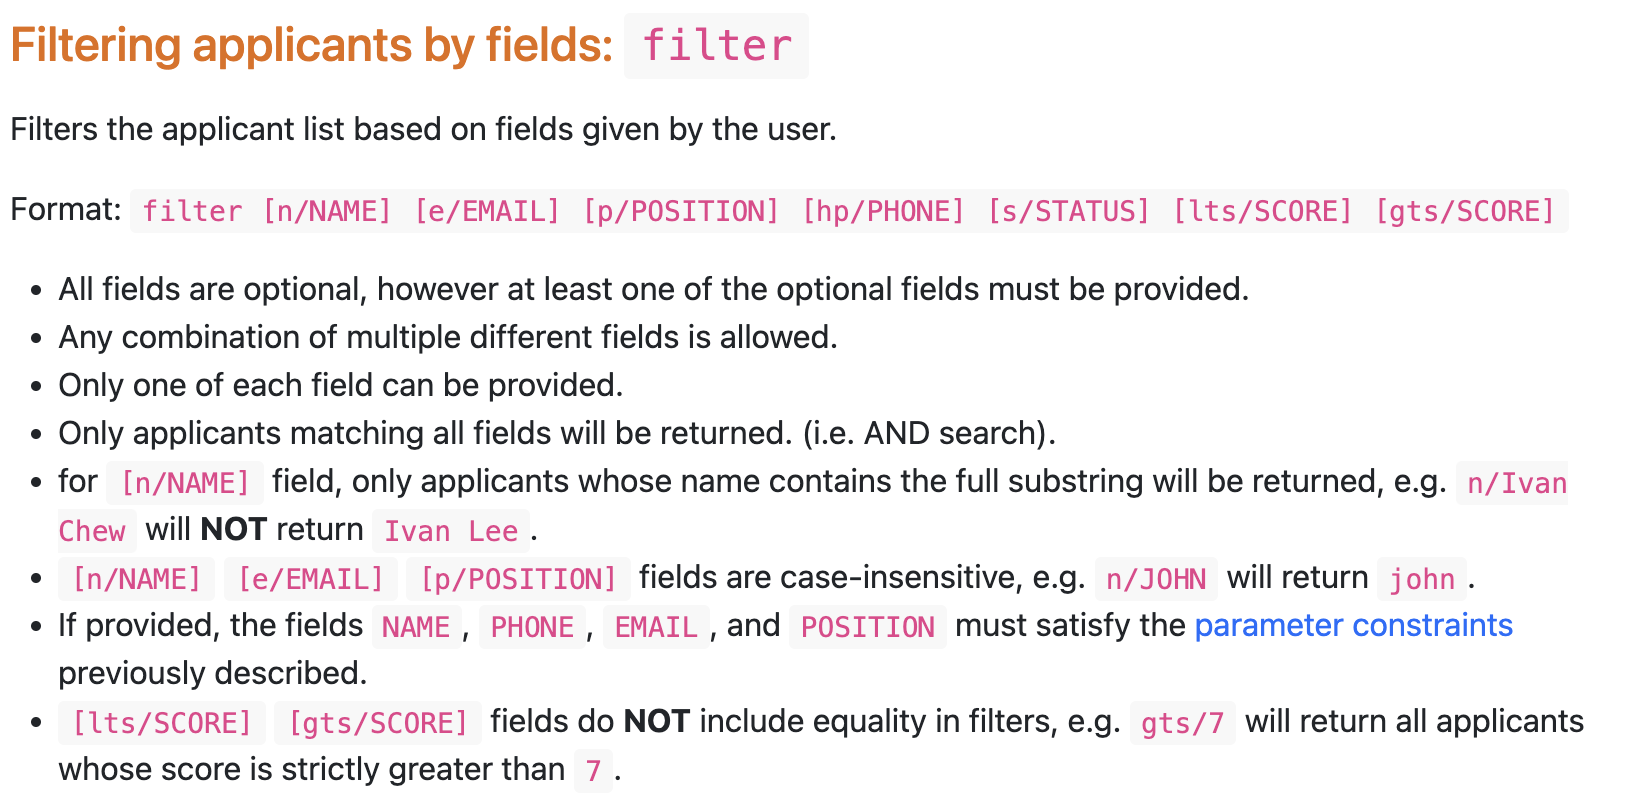 Filtering applicants by fields: filter
Filters the applicant list based on fields given by the user.
Format: filter [n/NAME] [e/EMAIL] [p/POSITION] [hp/PHONE] [s/STATUS] [lts/SCORE] [gts/SCORE]
• All fields are optional, however at least one of the optional fields must be provided.
• Any combination of multiple different fields is allowed.
• Only one of each field can be provided.
• Only applicants matching all fields will be returned. (i.e. AND search).
• for [n/NAME] field, only applicants whose name contains the full substring will be returned, e.g. n/Ivan
Chew will NOT return Ivan Lee.
• [n/NAME] [e/EMAIL] [p/POSITION] fields are case-insensitive, e.g. n/JOHN will return john.
• If provided, the fields NAME, PHONE, EMAIL, and POSITION must satisfy the parameter constraints
previously described.
• [lts/SCORE] [gts/SCORE] fields do NOT include equality in filters, e.g. gts/7 will return all applicants
whose score is strictly greater than 7.